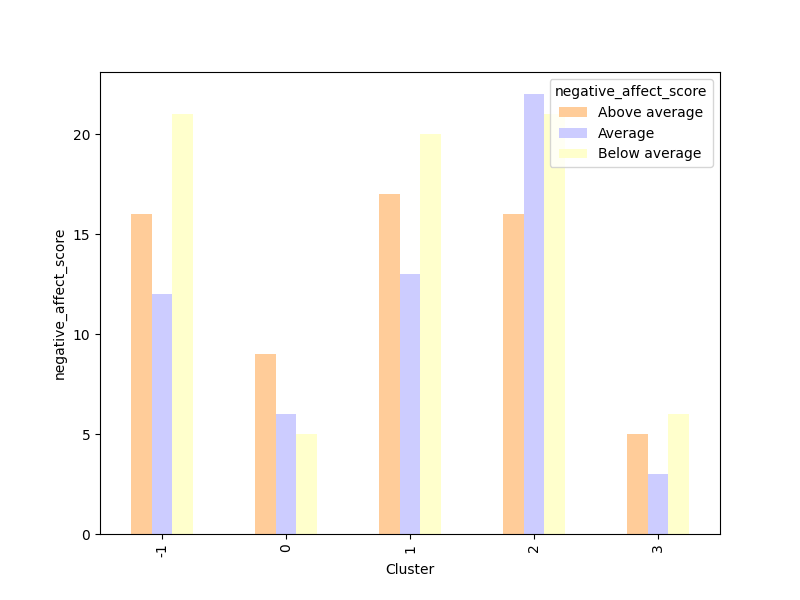 negative_affect_score
Above average
Average
Below average
negative_affect_score
20
15
10
5
0
-1
0
1
2
3
Cluster